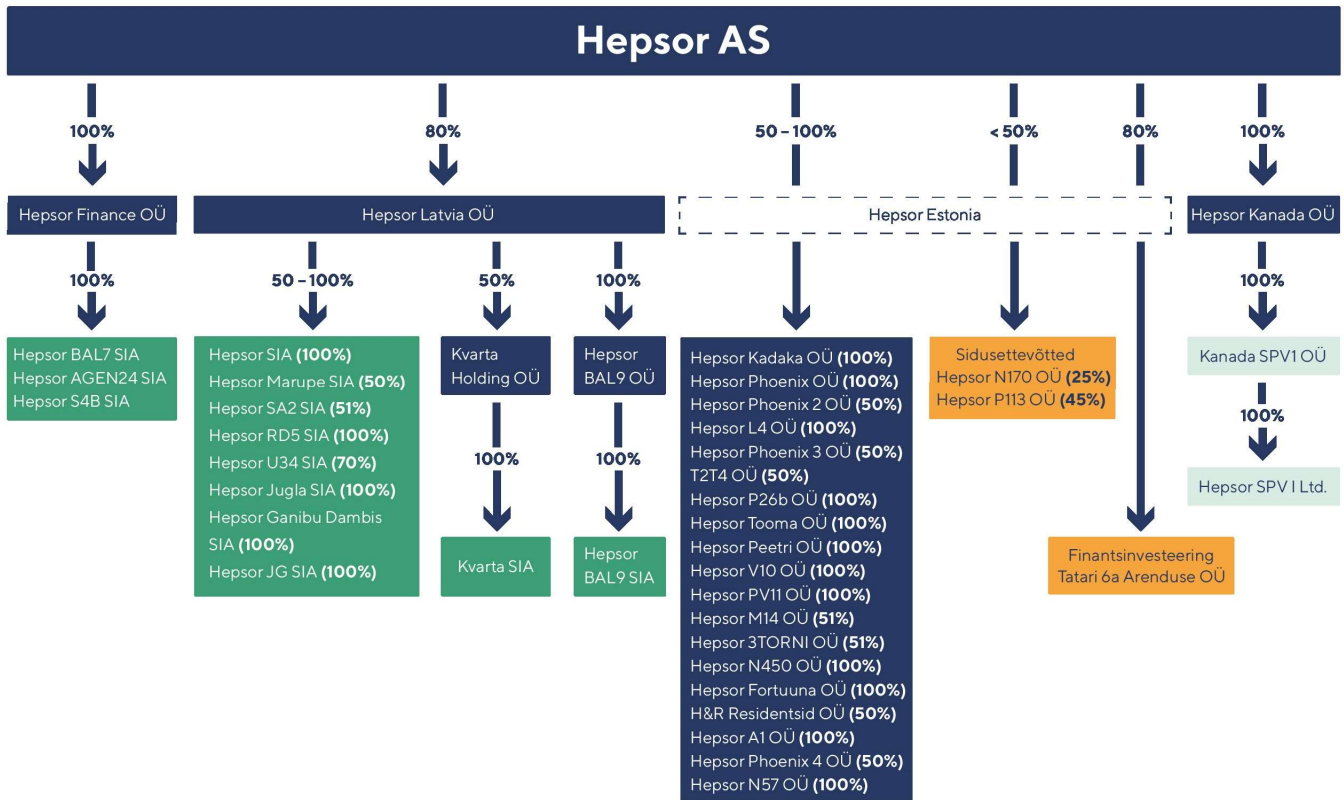 Hepsor AS
100%
80%
50 – 100%
< 50%
80%
100%
Hepsor Finance OÜ
Hepsor Latvia OÜ
Hepsor Estonia
Hepsor Kanada OÜ
100%
50 – 100%
50%
100%
100%
Hepsor BAL7 SIA
Hepsor AGEN24 SIA
Hepsor S4B SIA
Hepsor SIA (100%)
Hepsor Marupe SIA (50%)
Hepsor SA2 SIA (51%)
Hepsor RD5 SIA (100%)
Hepsor U34 SIA (70%)
Hepsor Jugla SIA (100%)
Hepsor Ganibu Dambis
SIA (100%)
Hepsor JG SIA (100%)
Kvarta
Holding OÜ
100%
Kvarta SIA
Hepsor
BAL9 OÜ
100%
Hepsor
BAL9 SIA
Hepsor Kadaka OÜ (100%)
Hepsor Phoenix OÜ (100%)
Hepsor Phoenix 2 OÜ (50%)
Hepsor L4 OÜ (100%)
Hepsor Phoenix 3 OÜ (50%)
T2T4 OÜ (50%)
Hepsor P26b OÜ (100%)
Hepsor Tooma OÜ (100%)
Hepsor Peetri OÜ (100%)
Hepsor V10 OÜ (100%)
Hepsor PV11 OÜ (100%)
Hepsor M14 OÜ (51%)
Hepsor 3TORNI OÜ (51%)
Hepsor N450 OÜ (100%)
Hepsor Fortuuna OÜ (100%)
H&R Residentsid OÜ (50%)
Hepsor A1 OÜ (100%)
Hepsor Phoenix 4 OÜ (50%)
Hepsor N57 OÜ (100%)
Sidusettevõtted
Hepsor N170 OÜ (25%)
Hepsor P113 OÜ (45%)
Finantsinvesteering
Tatari 6a Arenduse OÜ
Kanada SPV1 OÜ
100%
Hepsor SPV I Ltd.